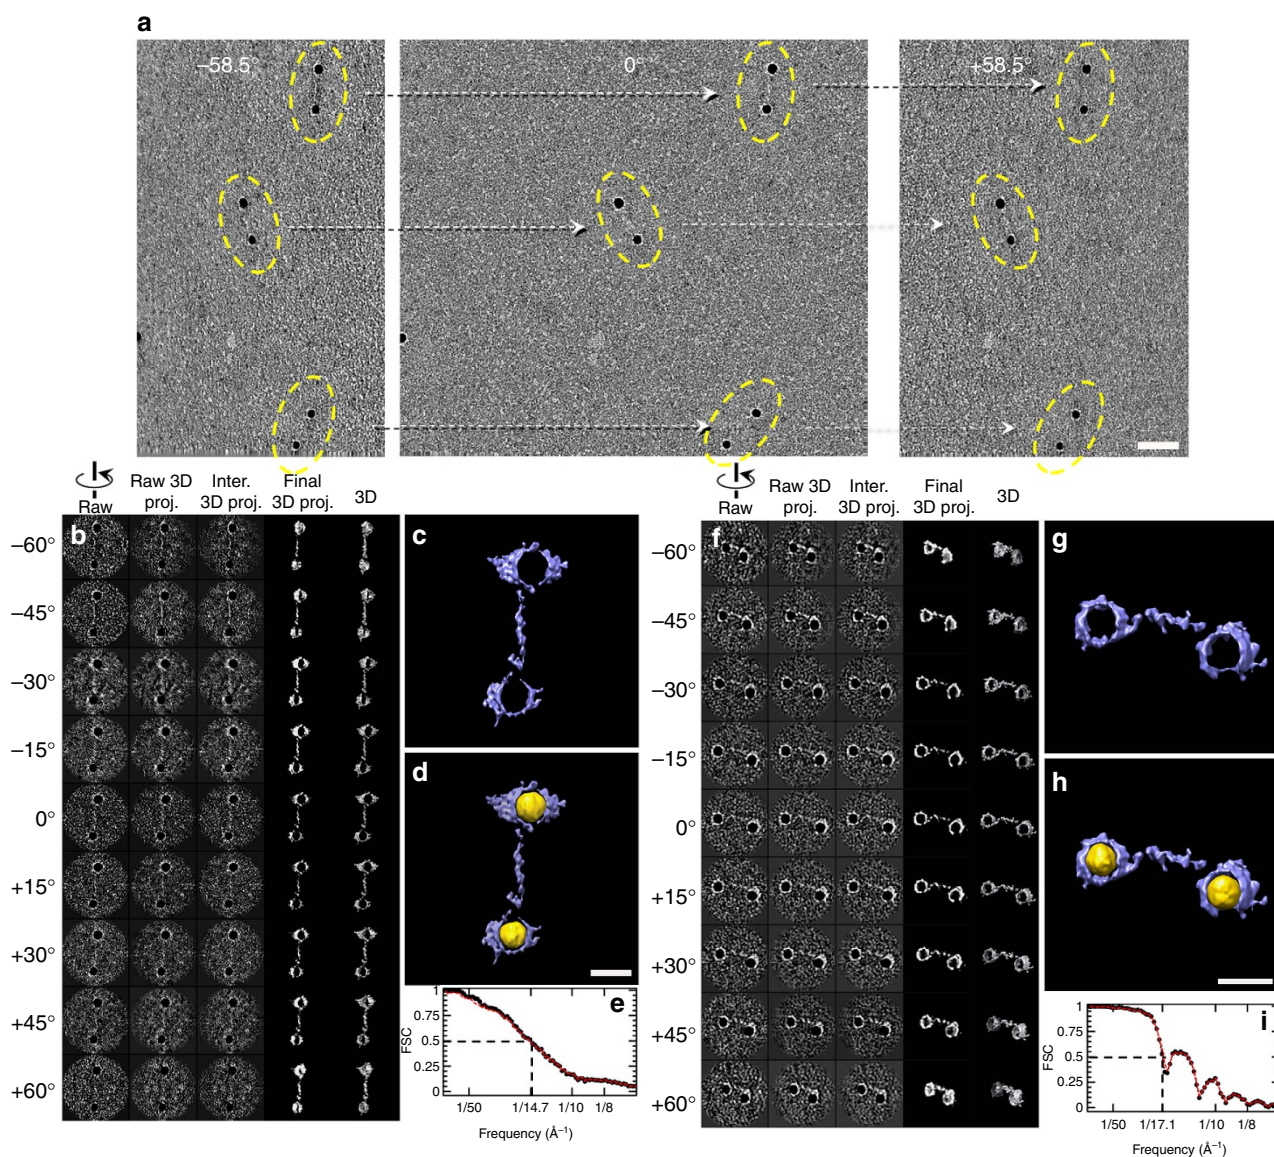 a
–58.5°
0°
+58.5°
Raw
Raw 3D proj.
Inter. 3D proj.
Final 3D proj.
3D
b
–60°
–45°
–30°
–15°
0°
+15°
+30°
+45°
+60°
c
d
e
FSC
1
0.75
0.5
0.25
0
1/50
1/14.7
1/10
1/8
Frequency (Å⁻¹)
Raw
Raw 3D proj.
Inter. 3D proj.
Final 3D proj.
3D
f
–60°
–45°
–30°
–15°
0°
+15°
+30°
+45°
+60°
g
h
i
FSC
1
0.75
0.5
0.25
0
1/50
1/17.1
1/10
1/8
Frequency (Å⁻¹)